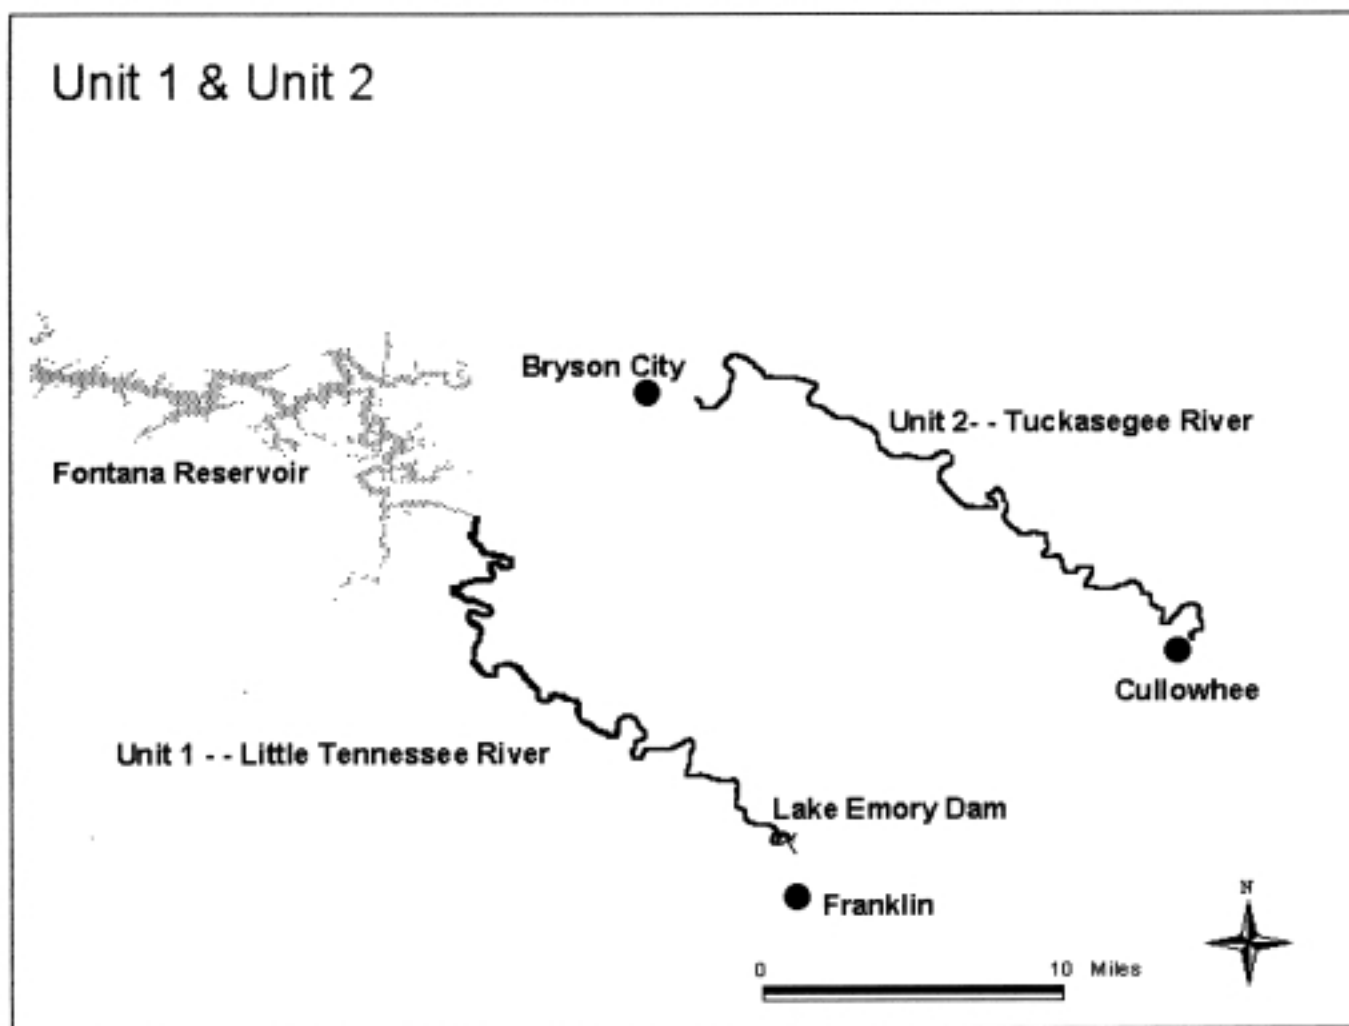 Unit 1 & Unit 2
Bryson City
Unit 2- - Tuckasegee River
Fontana Reservoir
Cullowhee
Unit 1 - - Little Tennessee River
Lake Emory Dam
Franklin
N
0 10 Miles